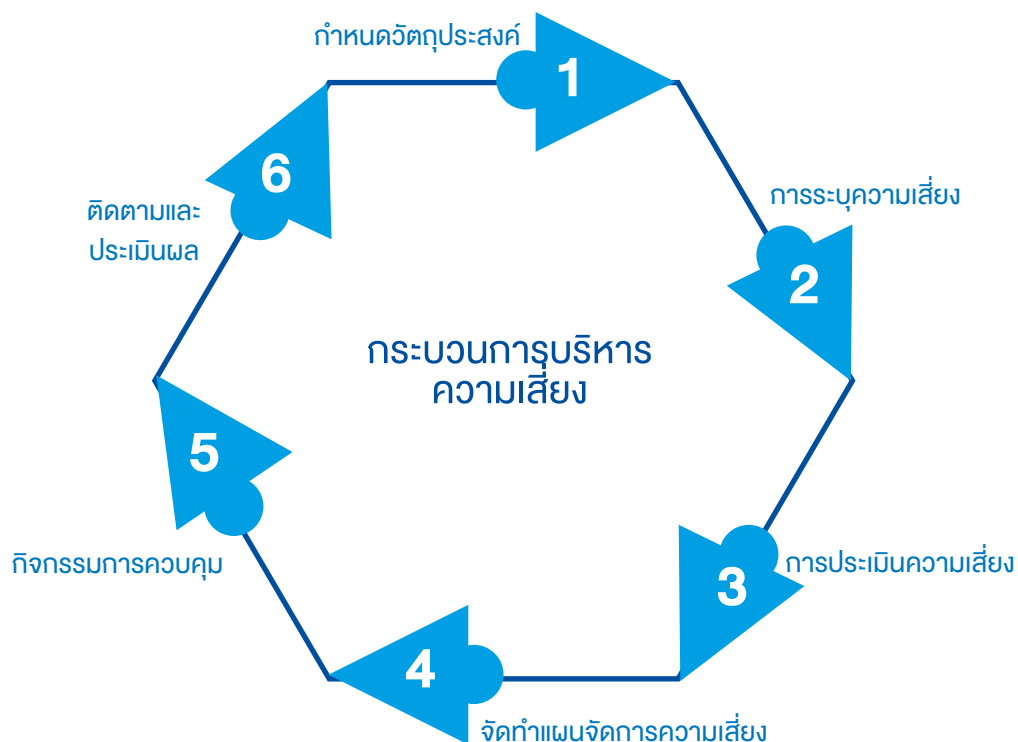 กำหนดวัตถุประสงค์
1
การระบุความเสี่ยง
2
การประเมินความเสี่ยง
3
จัดทำแผนจัดการความเสี่ยง
4
กิจกรรมการควบคุม
5
ติดตามและ
ประเมินผล
6
กระบวนการบริหาร
ความเสี่ยง